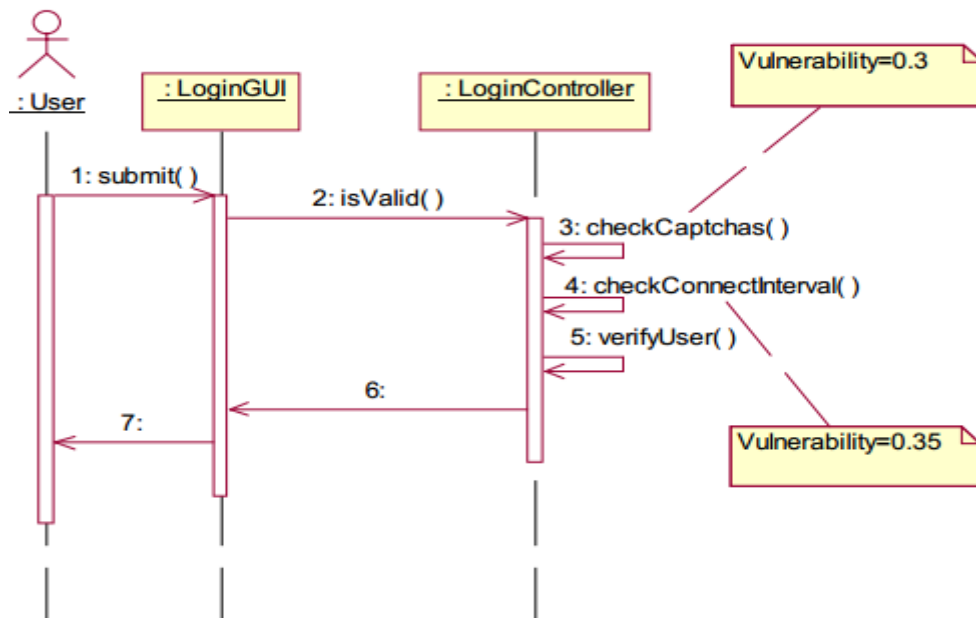 Vulnerability=0.3
: User
: LoginGUI
: LoginController
1: submit( )
2: isValid( )
3: checkCaptchas( )
4: checkConnectInterval( )
5: verifyUser( )
6:
7:
Vulnerability=0.35